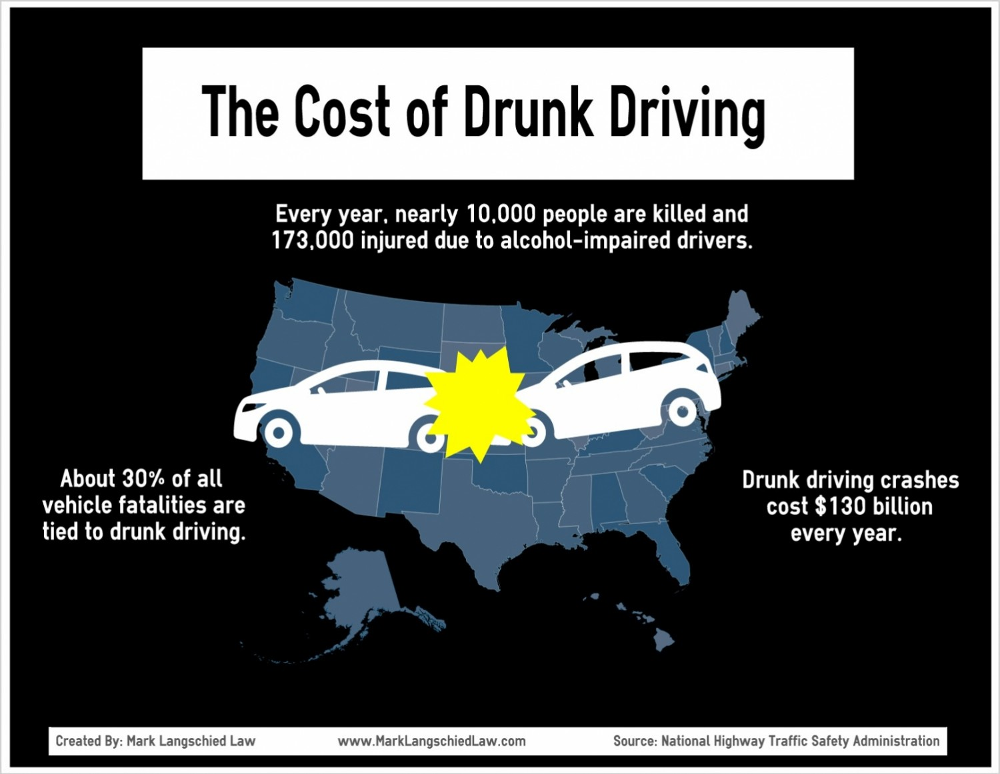 The Cost of Drunk Driving
Every year, nearly 10,000 people are killed and
173,000 injured due to alcohol-impaired drivers.
About 30% of all
vehicle fatalities are
tied to drunk driving.
Drunk driving crashes
cost $130 billion
every year.
Created By: Mark Langschied Law
www.MarkLangschiedLaw.com
Source: National Highway Traffic Safety Administration